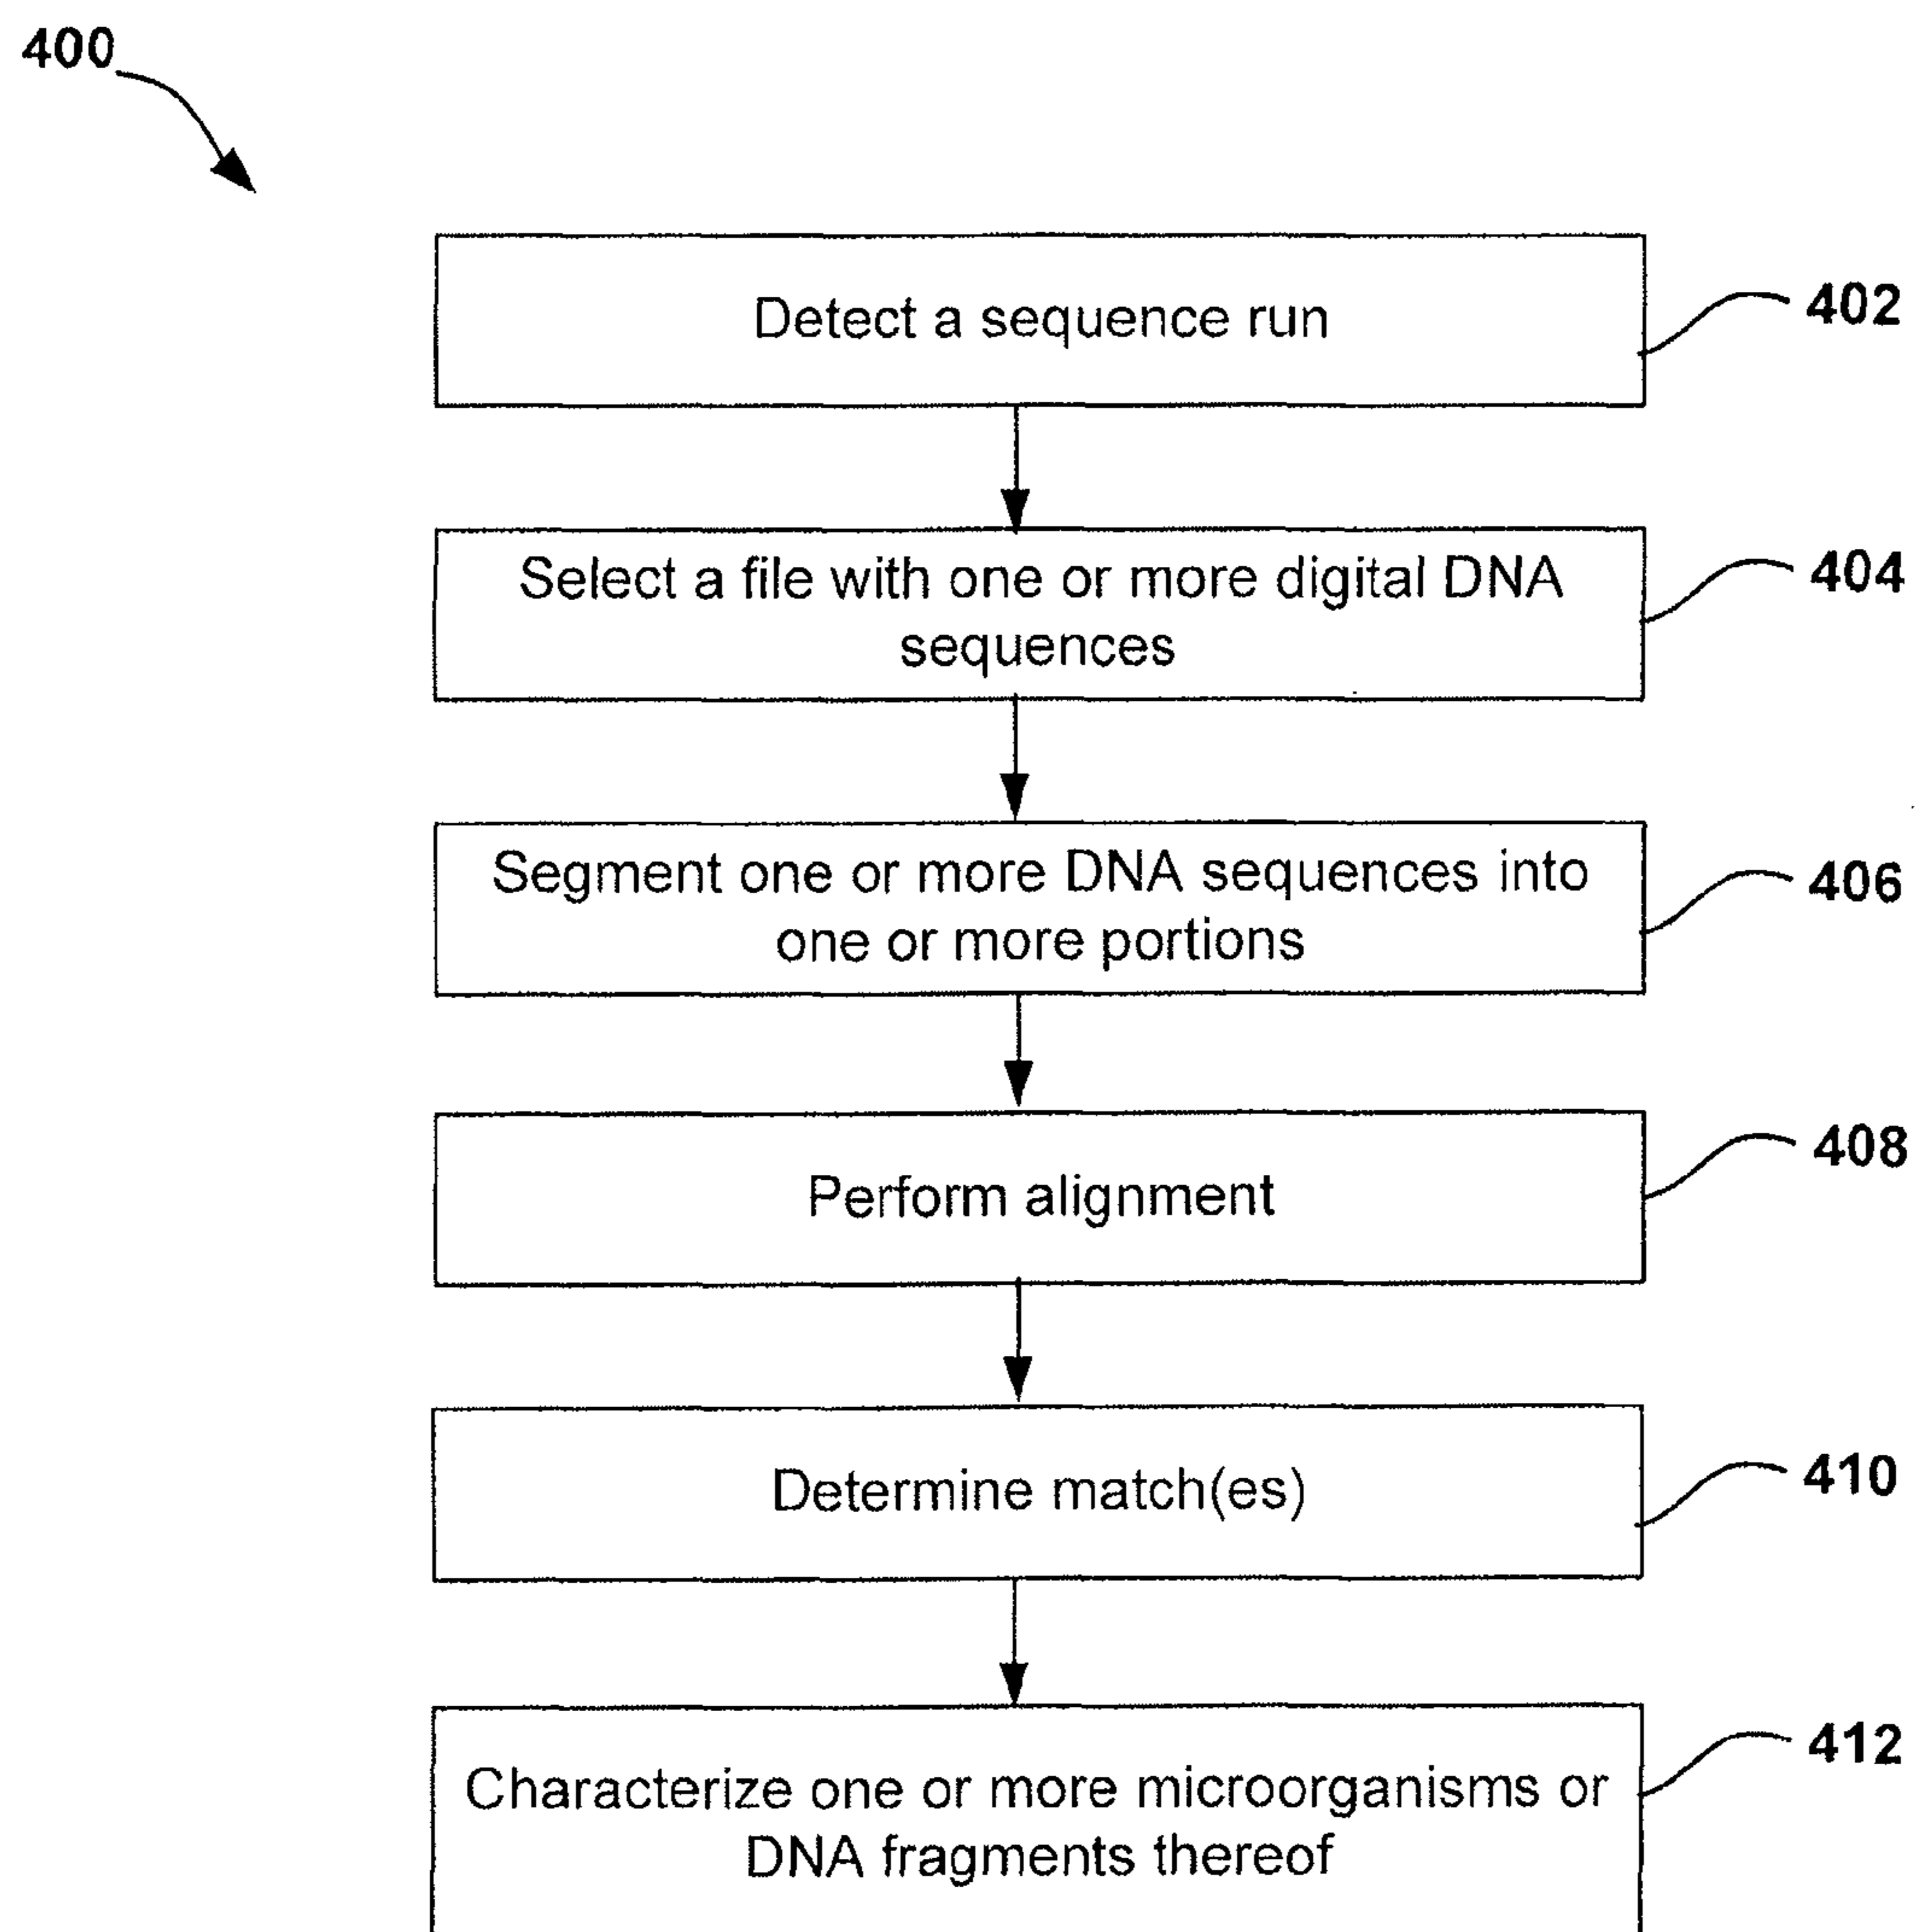 400
Detect a sequence run
402
Select a file with one or more digital DNA
sequences
404
Segment one or more DNA sequences into
one or more portions
406
Perform alignment
408
Determine match(es)
410
Characterize one or more microorganisms or
DNA fragments thereof
412